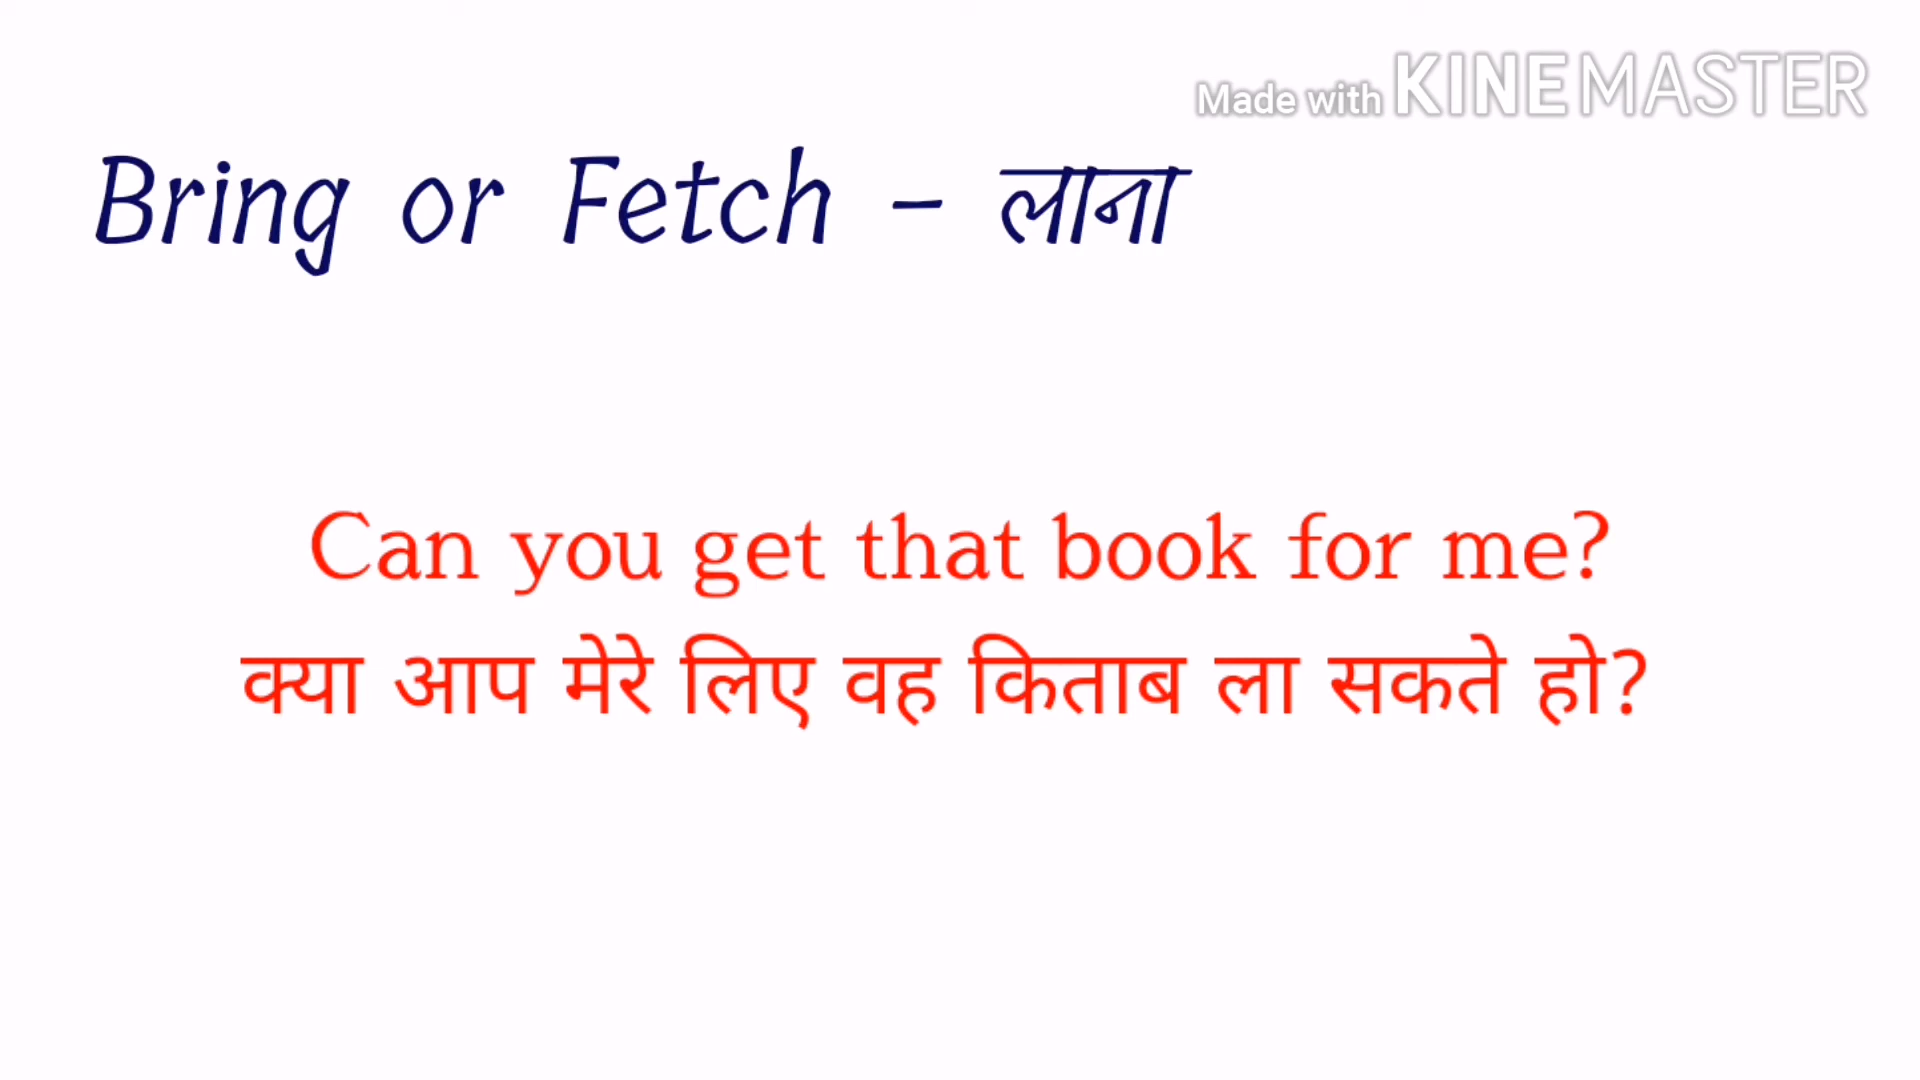 Made with KINEMASTER
Bring or Fetch - लाना
Can you get that book for me?
क्या आप मेरे लिए वह किताब ला सकते हो?